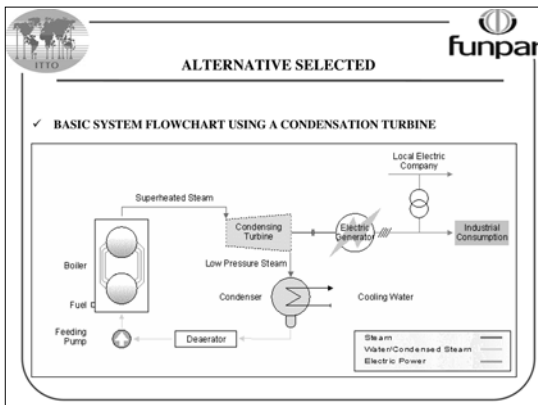 ITTO
funpar
ALTERNATIVE SELECTED
✓ BASIC SYSTEM FLOWCHART USING A CONDENSATION TURBINE
Local Electric
Company
Superheated Steam
Condensing
Turbine
Electric
Generator
Industrial
Consumption
Low Pressure Steam
Boiler
Condenser
Cooling Water
Fuel
Feeding
Pump
Deaerator
Steam
Water/Condensed Steam
Electric Power